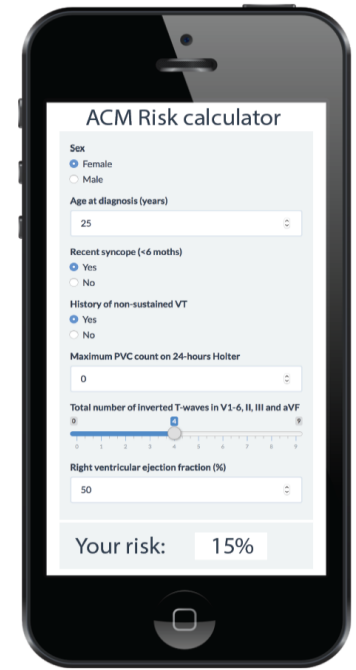 ACM Risk calculator
Sex
Female
Male
Age at diagnosis (years)
25
Recent syncope (<6 moths)
Yes
No
History of non-sustained VT
Yes
No
Maximum PVC count on 24-hours Holter
0
Total number of inverted T-waves in V1-6, II, III and aVF
0 4 9
0 1 2 3 4 5 6 7 8 9
Right ventricular ejection fraction (%)
50
Your risk: 15%